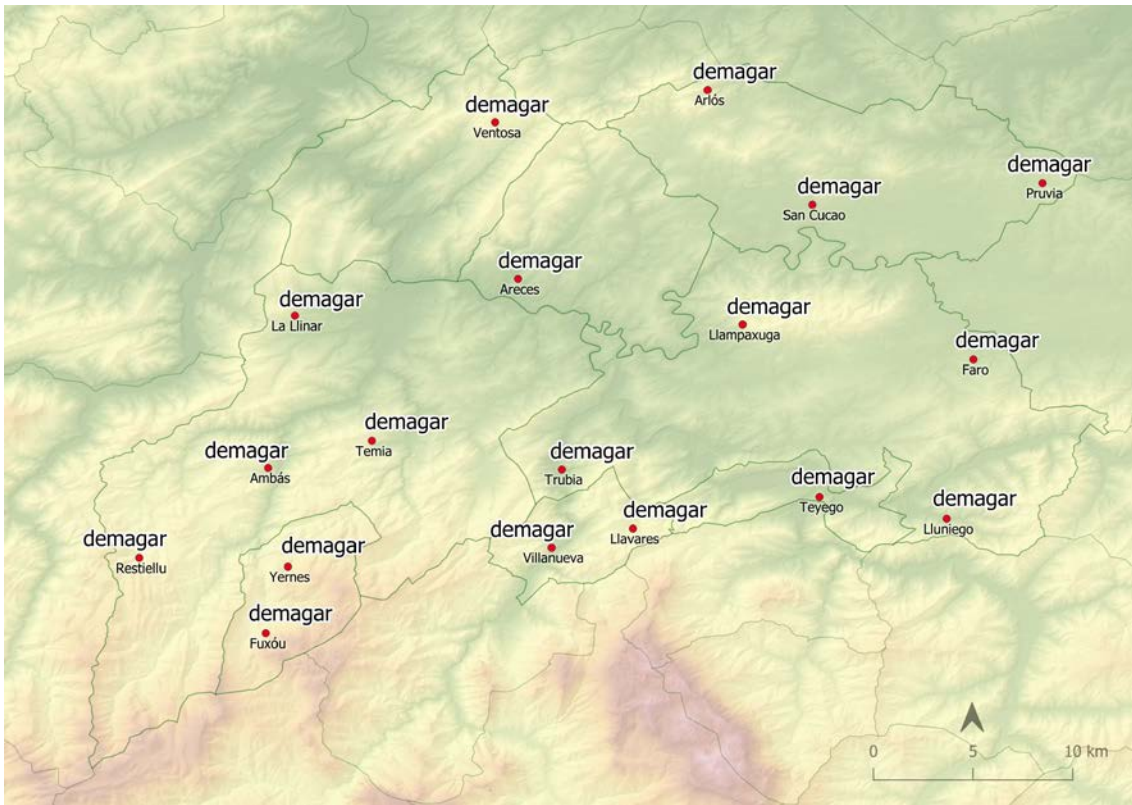 demagar
Arlós
demagar
Ventosa
demagar
Pruvia
demagar
San Cucao
demagar
Areces
demagar
La Llinar
demagar
Llampaxuga
demagar
Faro
demagar
Temia
demagar
Ambás
demagar
Trubia
demagar
Teyego
demagar
Lluniego
demagar
Llavares
demagar
Villanueva
demagar
Restiellu
demagar
Yernes
demagar
Fuxóu
0 5 10 km